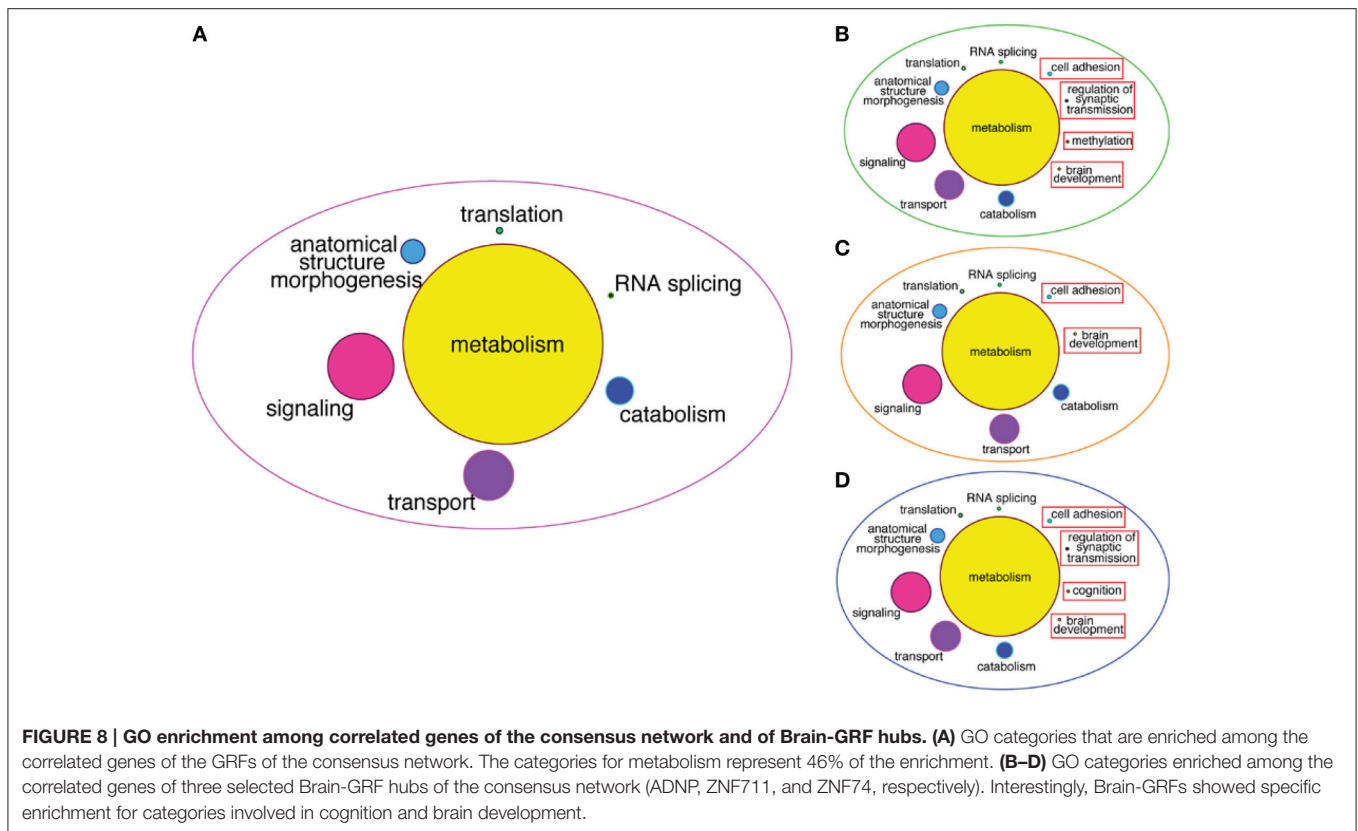 A
translation
anatomical
structure
morphogenesis
RNA splicing
metabolism
signaling
catabolism
transport
B
RNA splicing
translation
cell adhesion
anatomical
structure
morphogenesis
regulation of
synaptic
transmission
metabolism
methylation
signaling
brain
development
transport
catabolism
C
RNA splicing
translation
cell adhesion
anatomical
structure
morphogenesis
brain
development
metabolism
signaling
catabolism
transport
D
RNA splicing
translation
cell adhesion
anatomical
structure
morphogenesis
regulation of
synaptic
transmission
metabolism
cognition
signaling
brain
development
transport
catabolism
FIGURE 8 | GO enrichment among correlated genes of the consensus network and of Brain-GRF hubs. (A) GO categories that are enriched among the
correlated genes of the GRFs of the consensus network. The categories for metabolism represent 46% of the enrichment. (B–D) GO categories enriched among the
correlated genes of three selected Brain-GRF hubs of the consensus network (ADNP, ZNF711, and ZNF74, respectively). Interestingly, Brain-GRFs showed specific
enrichment for categories involved in cognition and brain development.